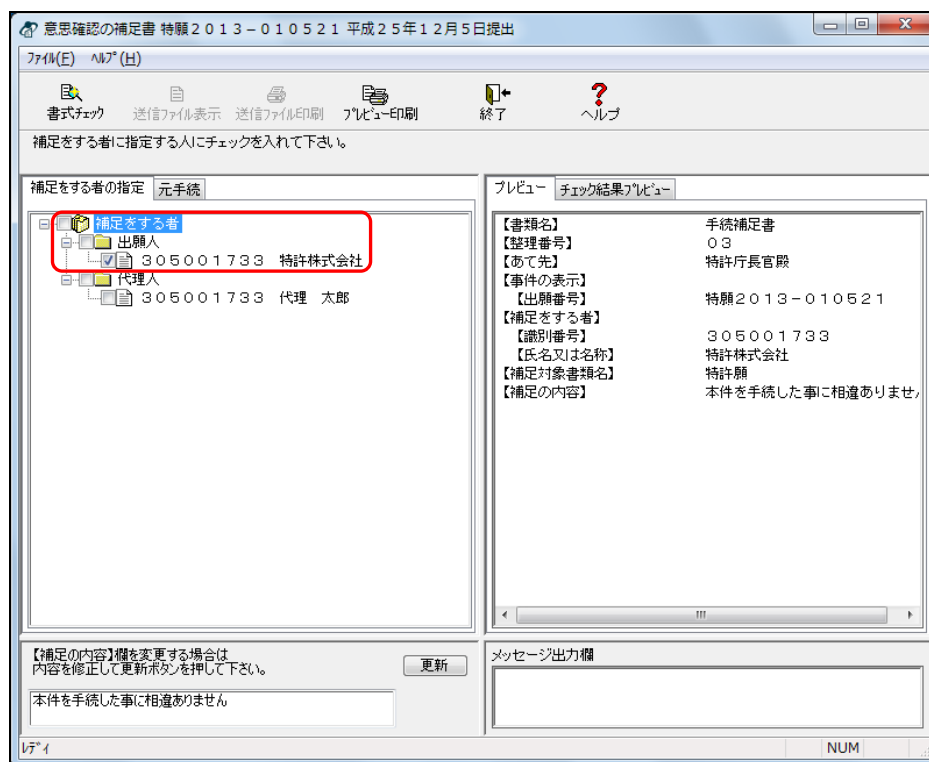 意思確認の補足書 特願２０１３－０１０５２１ 平成２５年１２月５日提出
ﾌｧｲﾙ(F) ﾍﾙﾌﾟ(H)
書式ﾁｪｯｸ 送信ﾌｧｲﾙ表示 送信ﾌｧｲﾙ印刷 ﾌﾟﾚﾋﾞｭｰ印刷 終了 ヘルプ
補足をする者に指定する人にチェックを入れて下さい。
補足をする者の指定 元手続
補足をする者
出願人
３０５００１７３３ 特許株式会社
代理人
３０５００１７３３ 代理 太郎
プレビュー ﾁｪｯｸ結果ﾌﾟﾚﾋﾞｭｰ
【書類名】 手続補足書
【整理番号】 ０３
【あて先】 特許庁長官殿
【事件の表示】
【出願番号】 特願２０１３－０１０５２１
【補足をする者】
【識別番号】 ３０５００１７３３
【氏名又は名称】 特許株式会社
【補足対象書類名】 特許願
【補足の内容】 本件を手続した事に相違ありませ
【補足の内容】欄を変更する場合は
内容を修正して更新ボタンを押して下さい。
更新
本件を手続した事に相違ありません
メッセージ出力欄
ﾚﾃﾞｨ NUM